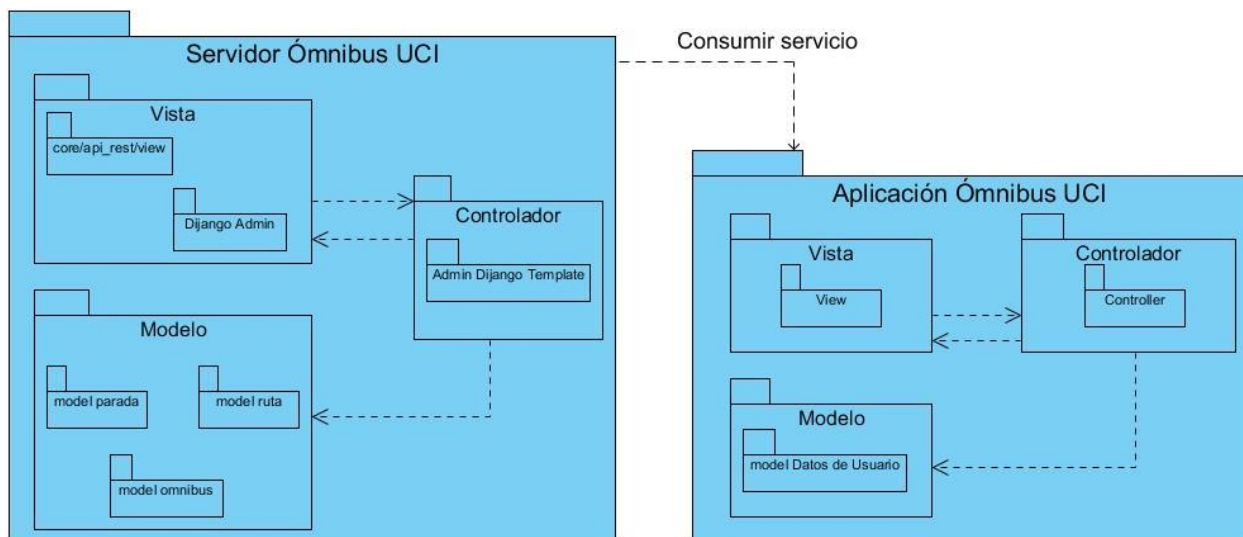 Servidor Ómnibus UCI
Consumir servicio
Vista
core/api_rest/view
Dijango Admin
Controlador
Admin Dijango Template
Modelo
model parada
model ruta
model omnibus
Aplicación Ómnibus UCI
Vista
View
Controlador
Controller
Modelo
model Datos de Usuario